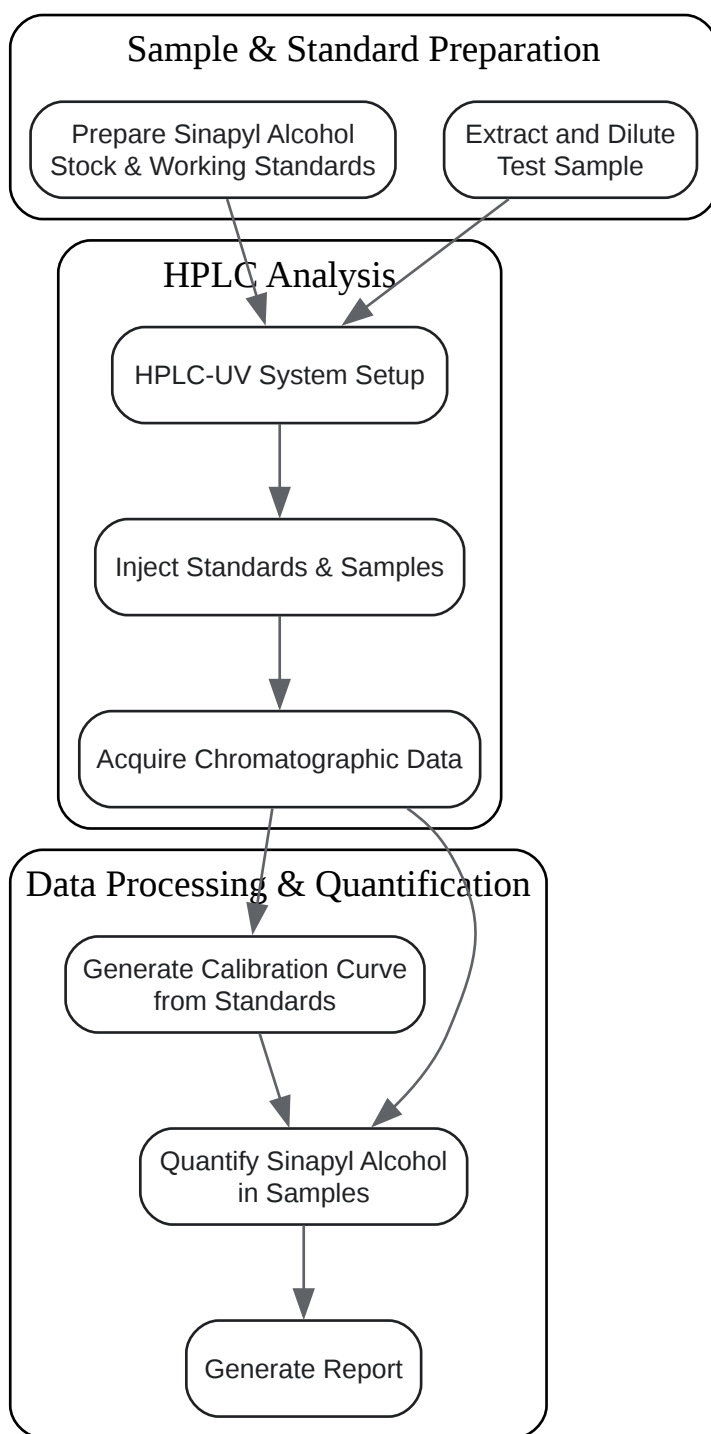 Sample & Standard Preparation
Prepare Sinapyl Alcohol
Stock & Working Standards
Extract and Dilute
Test Sample
HPLC Analysis
HPLC-UV System Setup
Inject Standards & Samples
Acquire Chromatographic Data
Data Processing & Quantification
Generate Calibration Curve
from Standards
Quantify Sinapyl Alcohol
in Samples
Generate Report